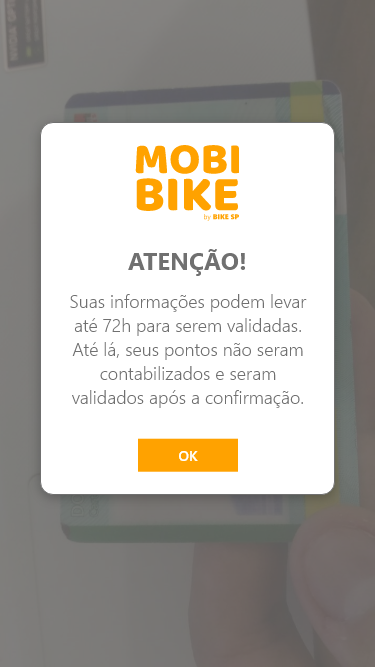 MOBI
BIKE
by BIKE SP
ATENÇÃO!
Suas informações podem levar
até 72h para serem validadas.
Até lá, seus pontos não seram
contabilizados e seram
validados após a confirmação.
OK